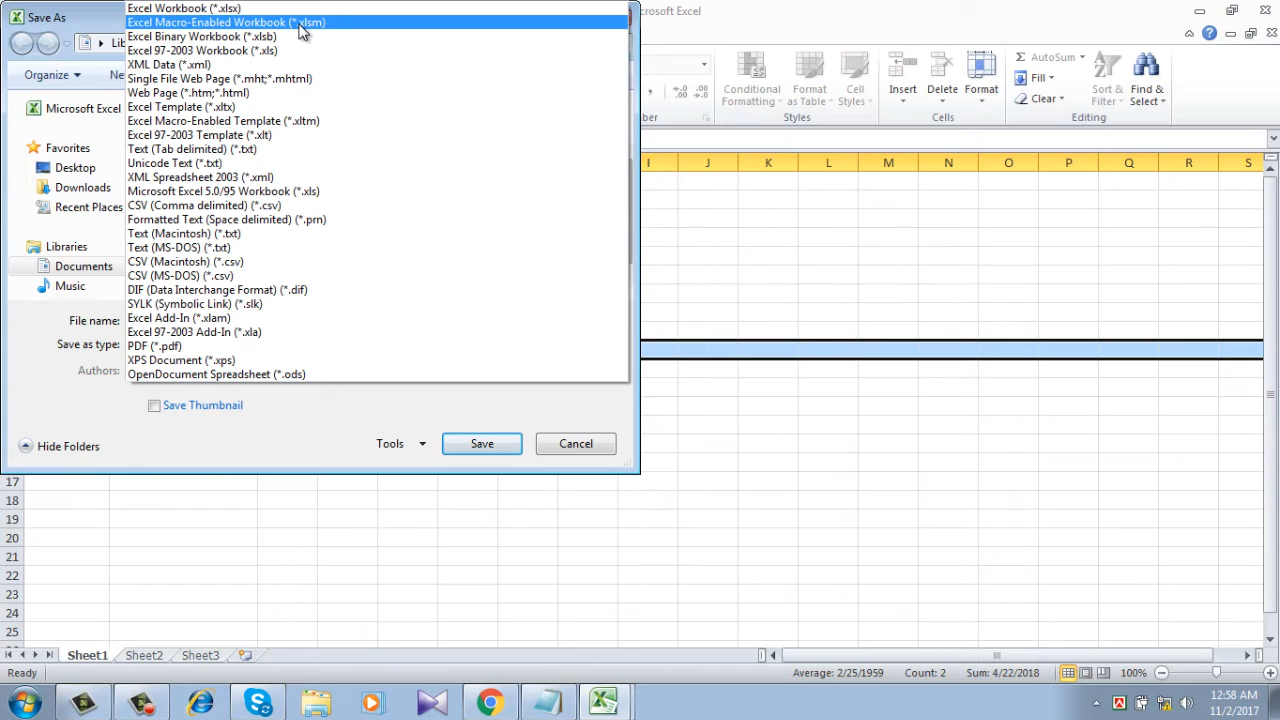 Save As
Excel Workbook (*.xlsx)
Excel Macro-Enabled Workbook (*.xlsm)
Excel Binary Workbook (*.xlsb)
Excel 97-2003 Workbook (*.xls)
XML Data (*.xml)
Single File Web Page (*.mht;*.mhtml)
Web Page (*.htm;*.html)
Excel Template (*.xltx)
Excel Macro-Enabled Template (*.xltm)
Excel 97-2003 Template (*.xlt)
Text (Tab delimited) (*.txt)
Unicode Text (*.txt)
XML Spreadsheet 2003 (*.xml)
Microsoft Excel 5.0/95 Workbook (*.xls)
CSV (Comma delimited) (*.csv)
Formatted Text (Space delimited) (*.prn)
Text (Macintosh) (*.txt)
Text (MS-DOS) (*.txt)
CSV (Macintosh) (*.csv)
CSV (MS-DOS) (*.csv)
DIF (Data Interchange Format) (*.dif)
SYLK (Symbolic Link) (*.slk)
Excel Add-In (*.xlam)
Excel 97-2003 Add-In (*.xla)
PDF (*.pdf)
XPS Document (*.xps)
OpenDocument Spreadsheet (*.ods)
Lib
Organize
Ne
Microsoft Excel
Favorites
Desktop
Downloads
Recent Places
Libraries
Documents
Music
File name:
Save as type:
Authors:
Save Thumbnail
Hide Folders
Tools
Save
Cancel
rosoft Excel
Conditional Formatting
Format as Table
Cell Styles
Styles
Insert
Delete
Format
Cells
AutoSum
Fill
Clear
Sort & Filter
Find & Select
Editing
ber
I J K L M N O P Q R S
17
18
19
20
21
22
23
24
25
Sheet1 Sheet2 Sheet3
Ready
Average: 2/25/1959 Count: 2 Sum: 4/22/2018 100%
12:58 AM
11/2/2017